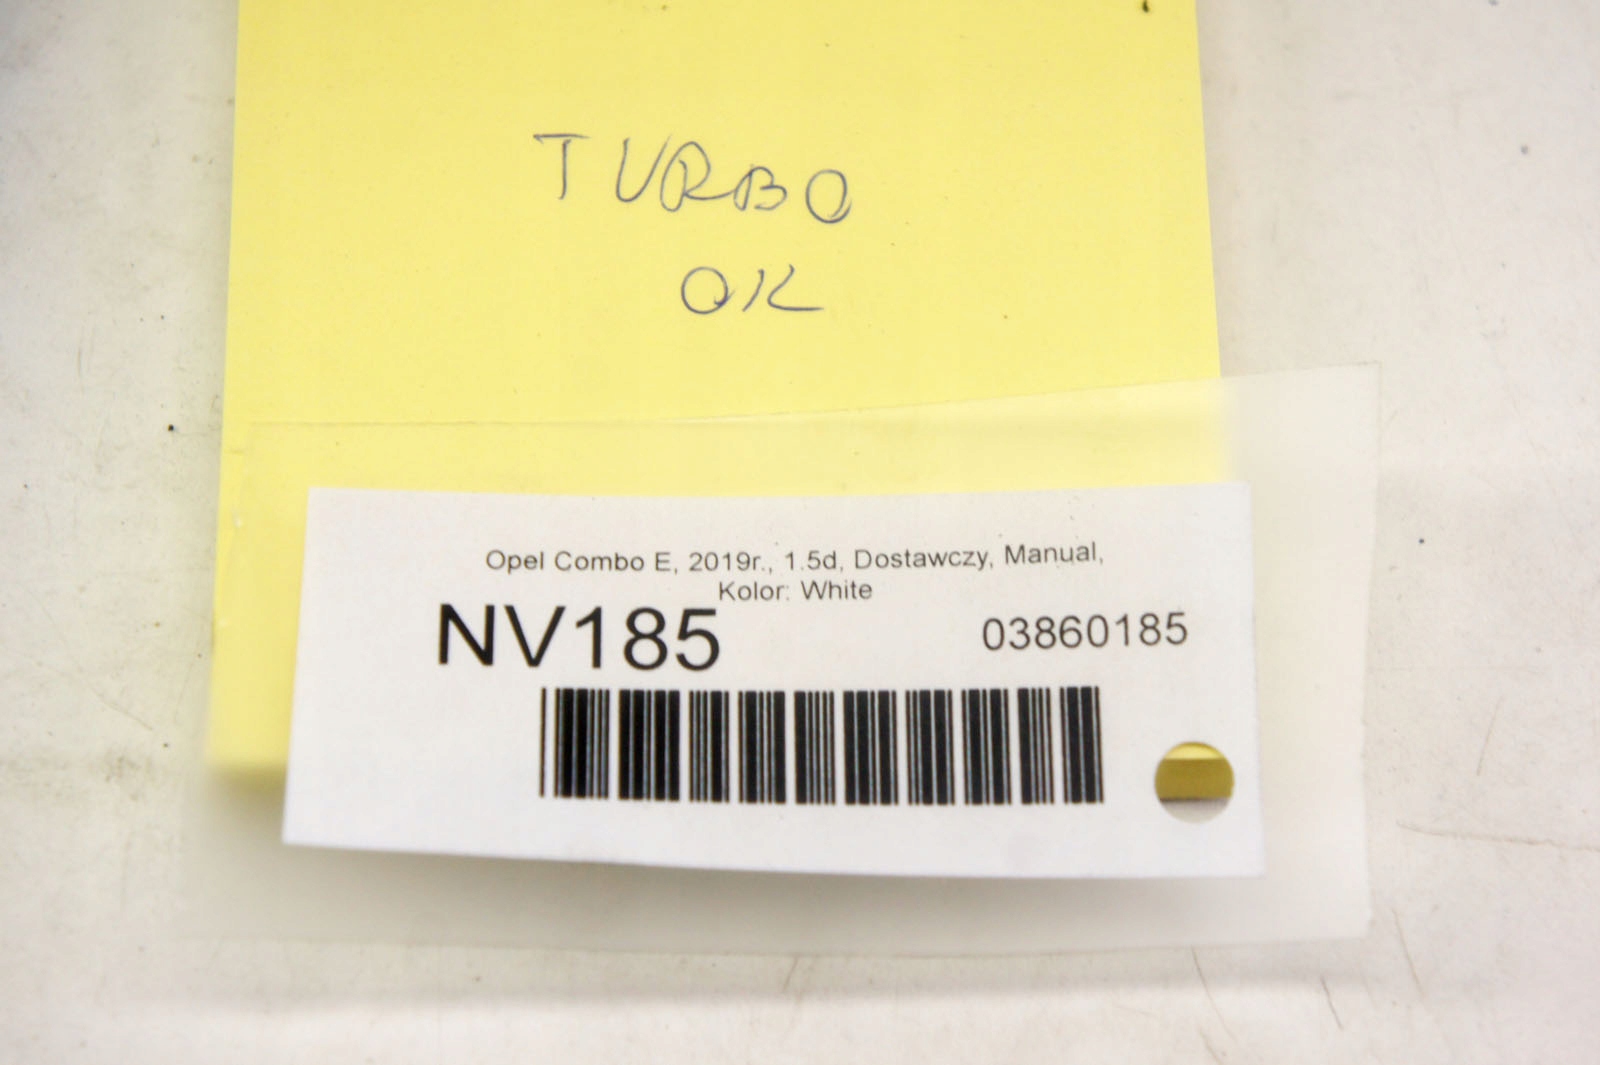 TURBO
OK
Opel Combo E, 2019r., 1.5d, Dostawczy, Manual,
Kolor: White
NV185
03860185